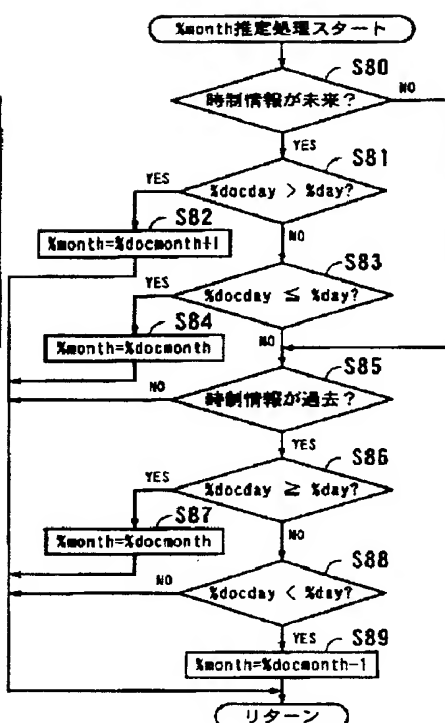 %month推定処理スタート
S80
時制情報が未来?
NO
YES
S81
%docday > %day?
YES
NO
S82
%month=%docmonth+1
S83
%docday ≦ %day?
YES
NO
S84
%month=%docmonth
S85
時制情報が過去?
NO
YES
S86
%docday ≧ %day?
YES
NO
S87
%month=%docmonth
S88
%docday < %day?
NO
YES
S89
%month=%docmonth-1
リターン